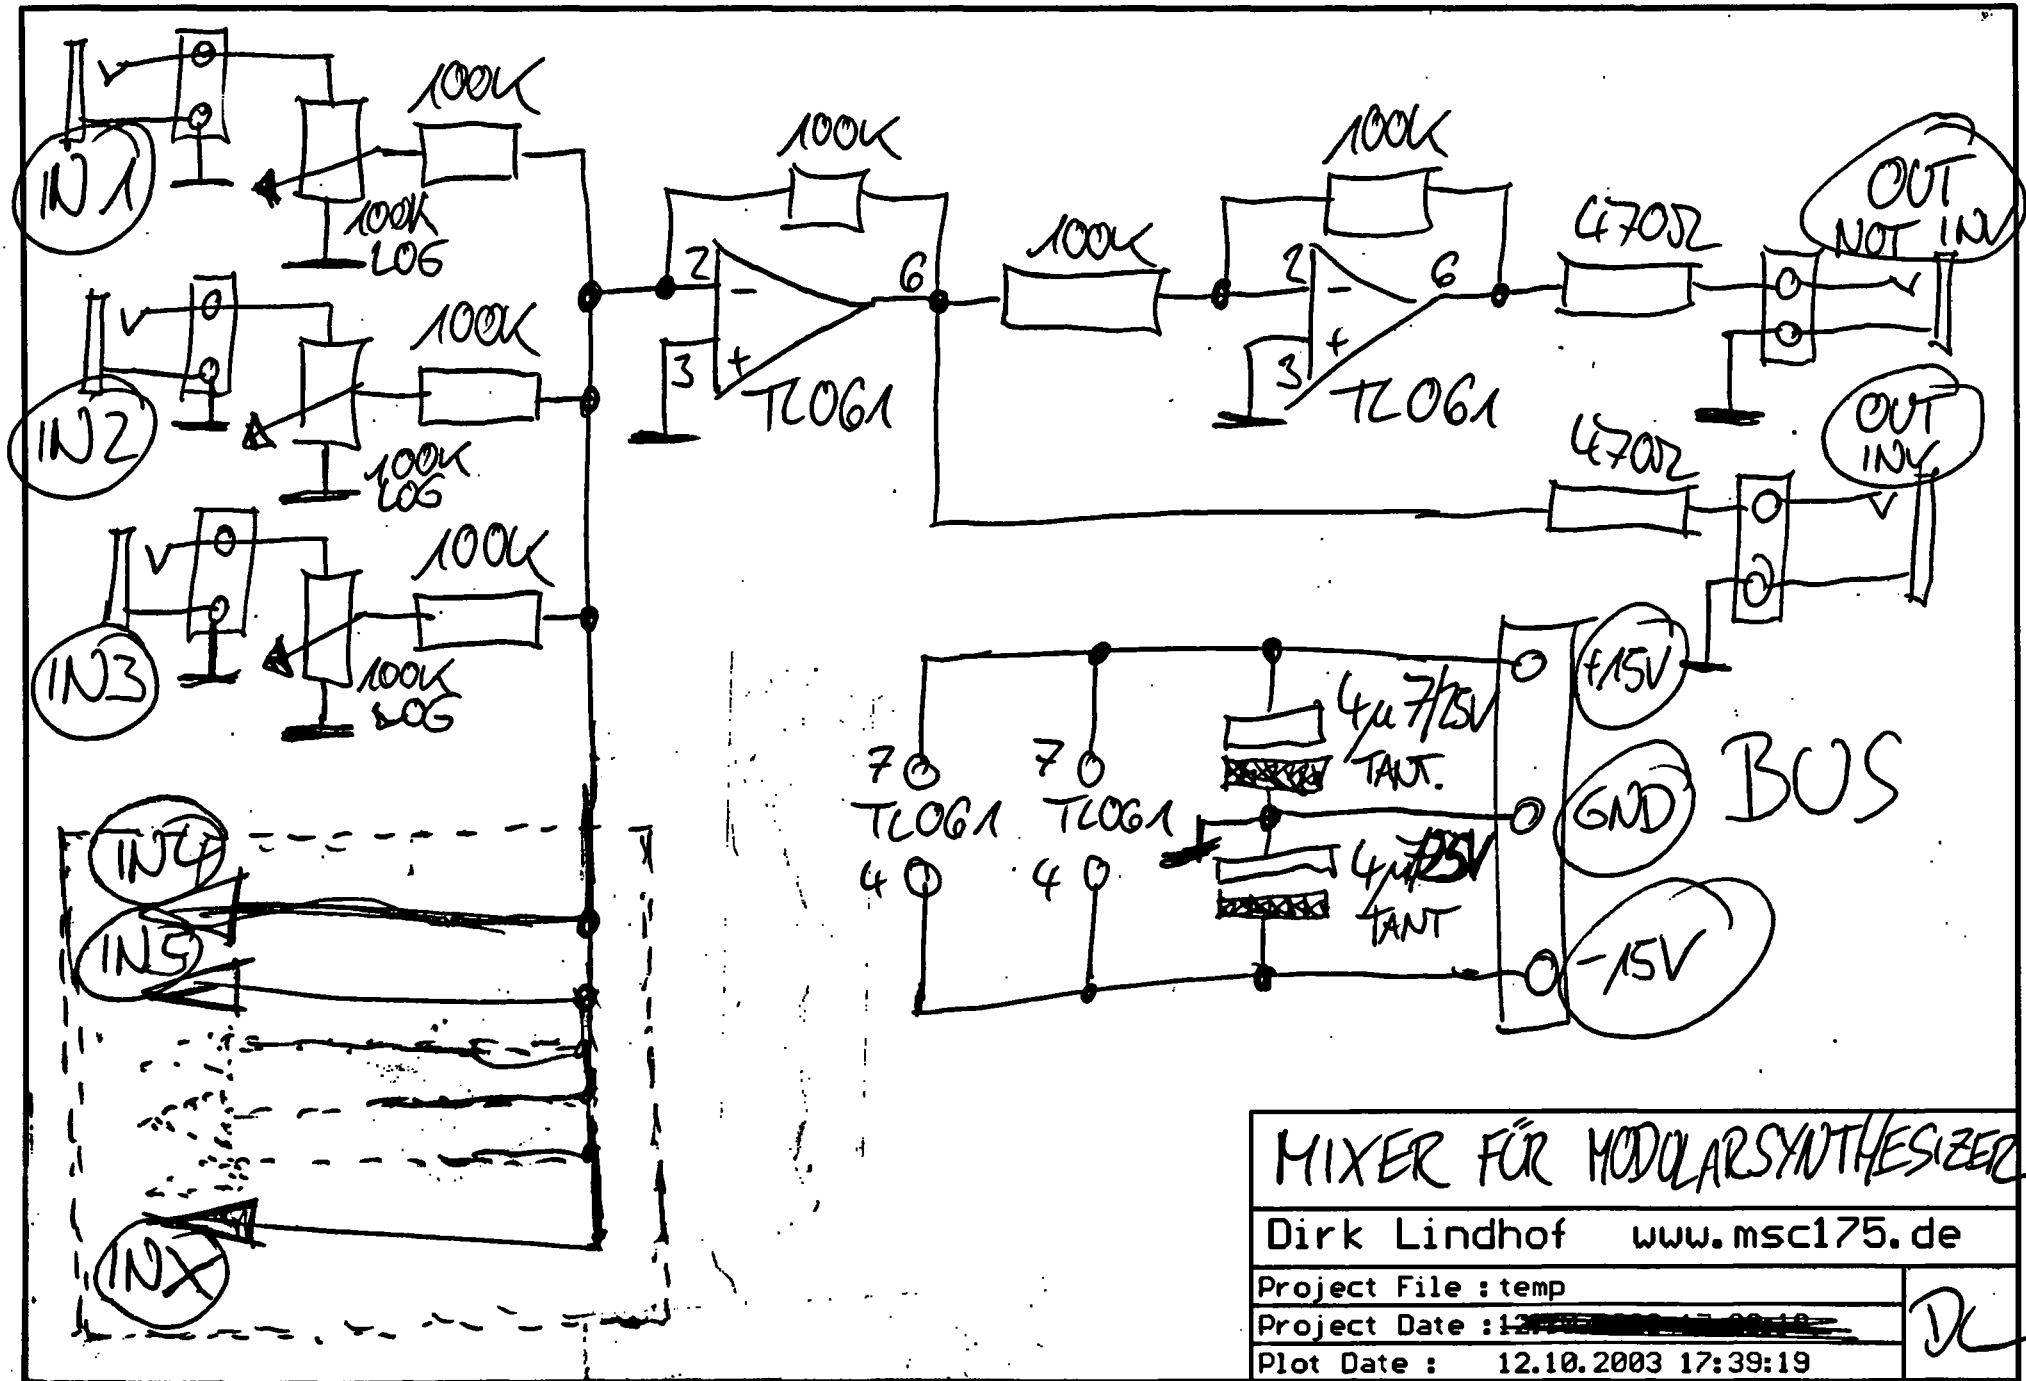 IN1
100K
100K
LOG
IN2
100K
100K
LOG
IN3
100K
100K
LOG
IN4
IN5
INX
100K
2
-
6
3
+
TL061
100K
100K
2
-
6
3
+
TL061
470Ω
OUT
NOT INV
470Ω
OUT
INV
7
TL061
4
7
TL061
4
4µ7/25V
TANT.
4µ7/25V
TANT
+15V
GND
-15V
BUS
MIXER FÜR MODULARSYNTHESIZER
Dirk Lindhof www.msc175.de
Project File : temp
Project Date :
Plot Date : 12.10.2003 17:39:19
DL